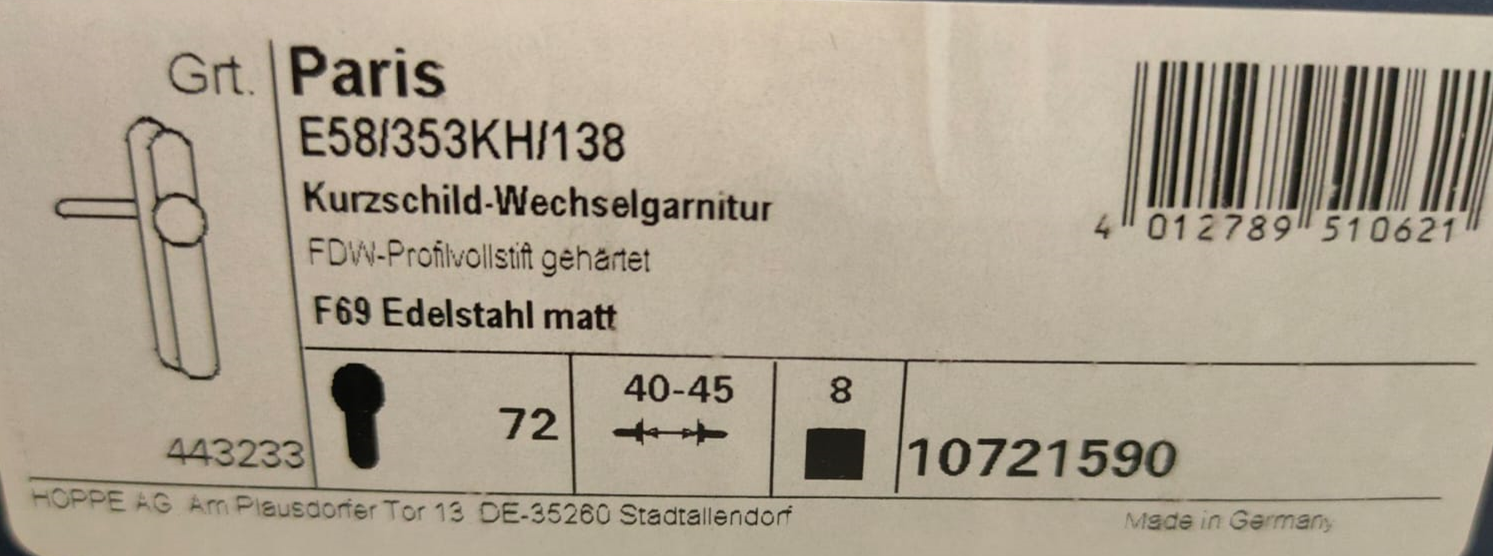 Grt. Paris
E58/353KH/138
Kurzschild-Wechselgarnitur
FDW-Profilvollstift gehärtet
F69 Edelstahl matt
4 012789 510621
443233
72
40-45
8
10721590
HOPPE AG Am Plausdorfer Tor 13 DE-35260 Stadtallendorf
Made in Germany